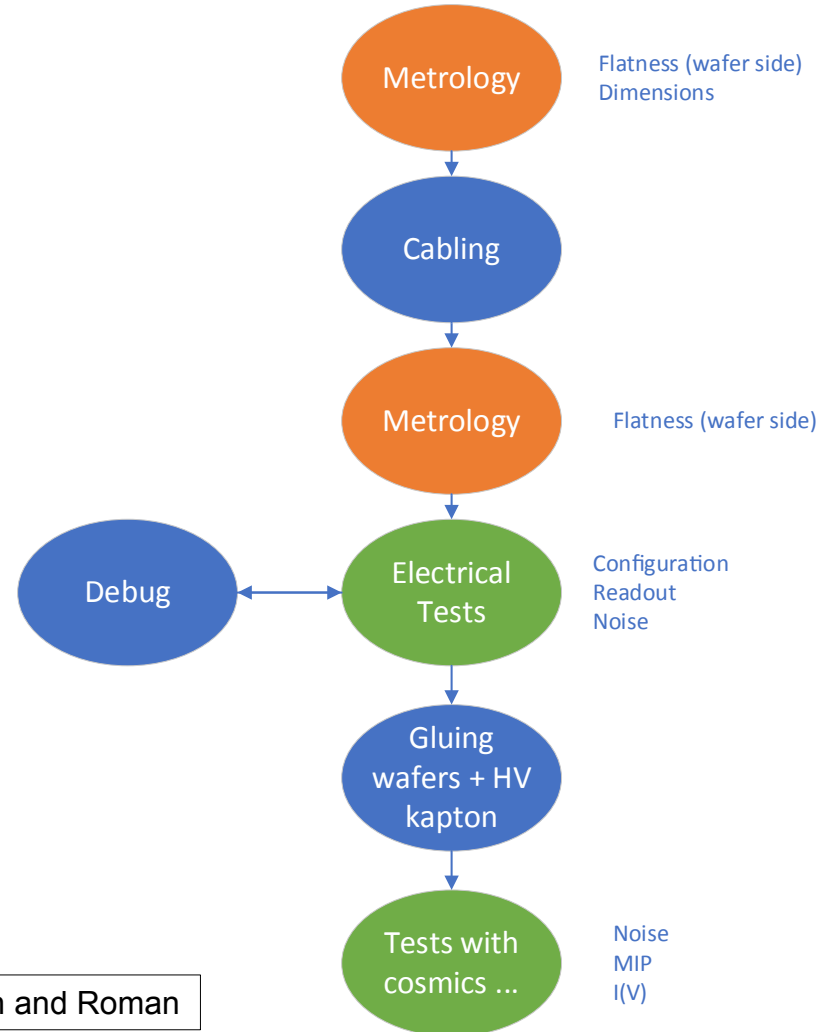 Metrology
Flatness (wafer side)
Dimensions
Cabling
Metrology
Flatness (wafer side)
Debug
Electrical
Tests
Configuration
Readout
Noise
Gluing
wafers + HV
kapton
Tests with
cosmics ...
Noise
MIP
I(V)
and Roman